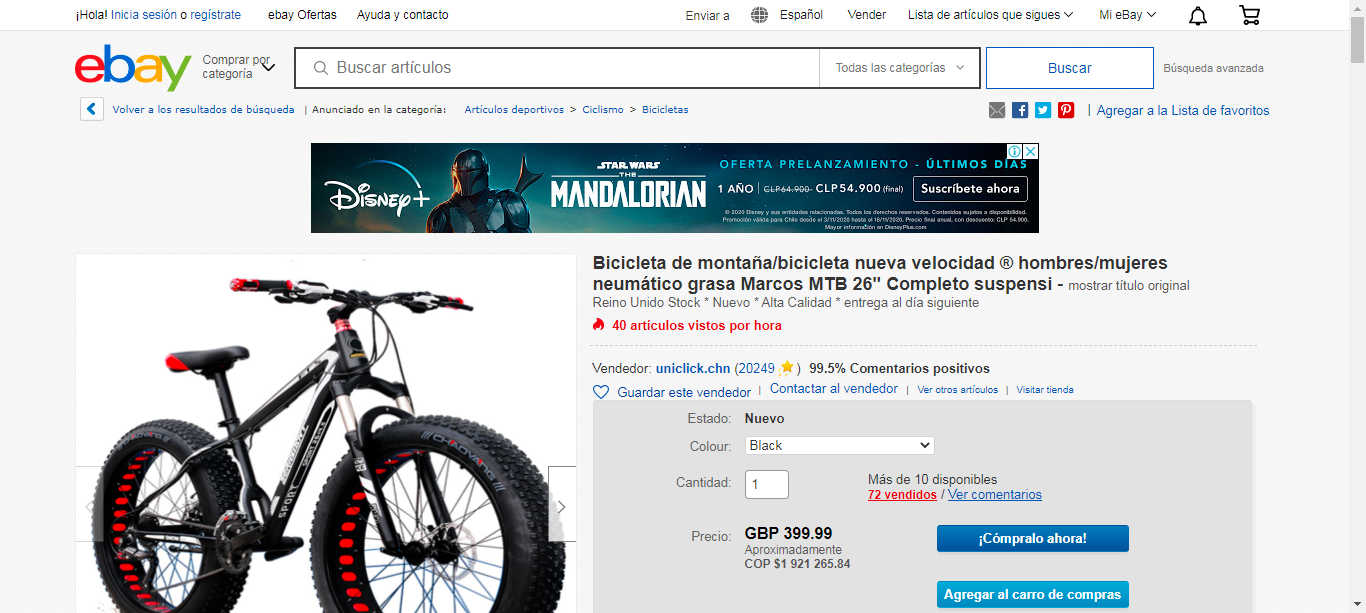 ¡Hola! Inicia sesión o regístrate
ebay Ofertas
Ayuda y contacto
Enviar a
Español
Vender
Lista de artículos que sigues
Mi eBay
ebay
Comprar por categoría
Buscar artículos
Todas las categorías
Buscar
Búsqueda avanzada
Volver a los resultados de búsqueda
| Anunciado en la categoría:
Artículos deportivos > Ciclismo > Bicicletas
| Agregar a la Lista de favoritos
Disney+
STAR WARS
THE
MANDALORIAN
OFERTA PRELANZAMIENTO - ÚLTIMOS DÍAS
1 AÑO | CLP64.900 CLP54.900 (final)
Suscríbete ahora
© 2020 Disney y sus entidades relacionadas. Todos los derechos reservados. Contenidos sujetos a disponibilidad.
Promoción válida para Chile desde el 3/11/2020 hasta el 16/11/2020. Precio final anual, con descuento: CLP 54.900.
Mayor información en DisneyPlus.com
Bicicleta de montaña/bicicleta nueva velocidad ® hombres/mujeres
neumático grasa Marcos MTB 26" Completo suspensi - mostrar título original
Reino Unido Stock * Nuevo * Alta Calidad * entrega al día siguiente
40 artículos vistos por hora
Vendedor: uniclick.chn (20249 ) 99.5% Comentarios positivos
Guardar este vendedor | Contactar al vendedor | Ver otros artículos | Visitar tienda
Estado: Nuevo
Colour: Black
Cantidad: 1
Más de 10 disponibles
72 vendidos / Ver comentarios
Precio: GBP 399.99
Aproximadamente
COP $1 921 265.84
¡Cómpralo ahora!
Agregar al carro de compras
SPORT
CHAOYANG